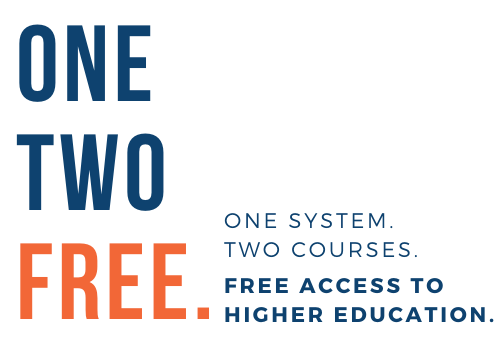 ONE
TWO
FREE.
ONE SYSTEM.
TWO COURSES.
FREE ACCESS TO
HIGHER EDUCATION.